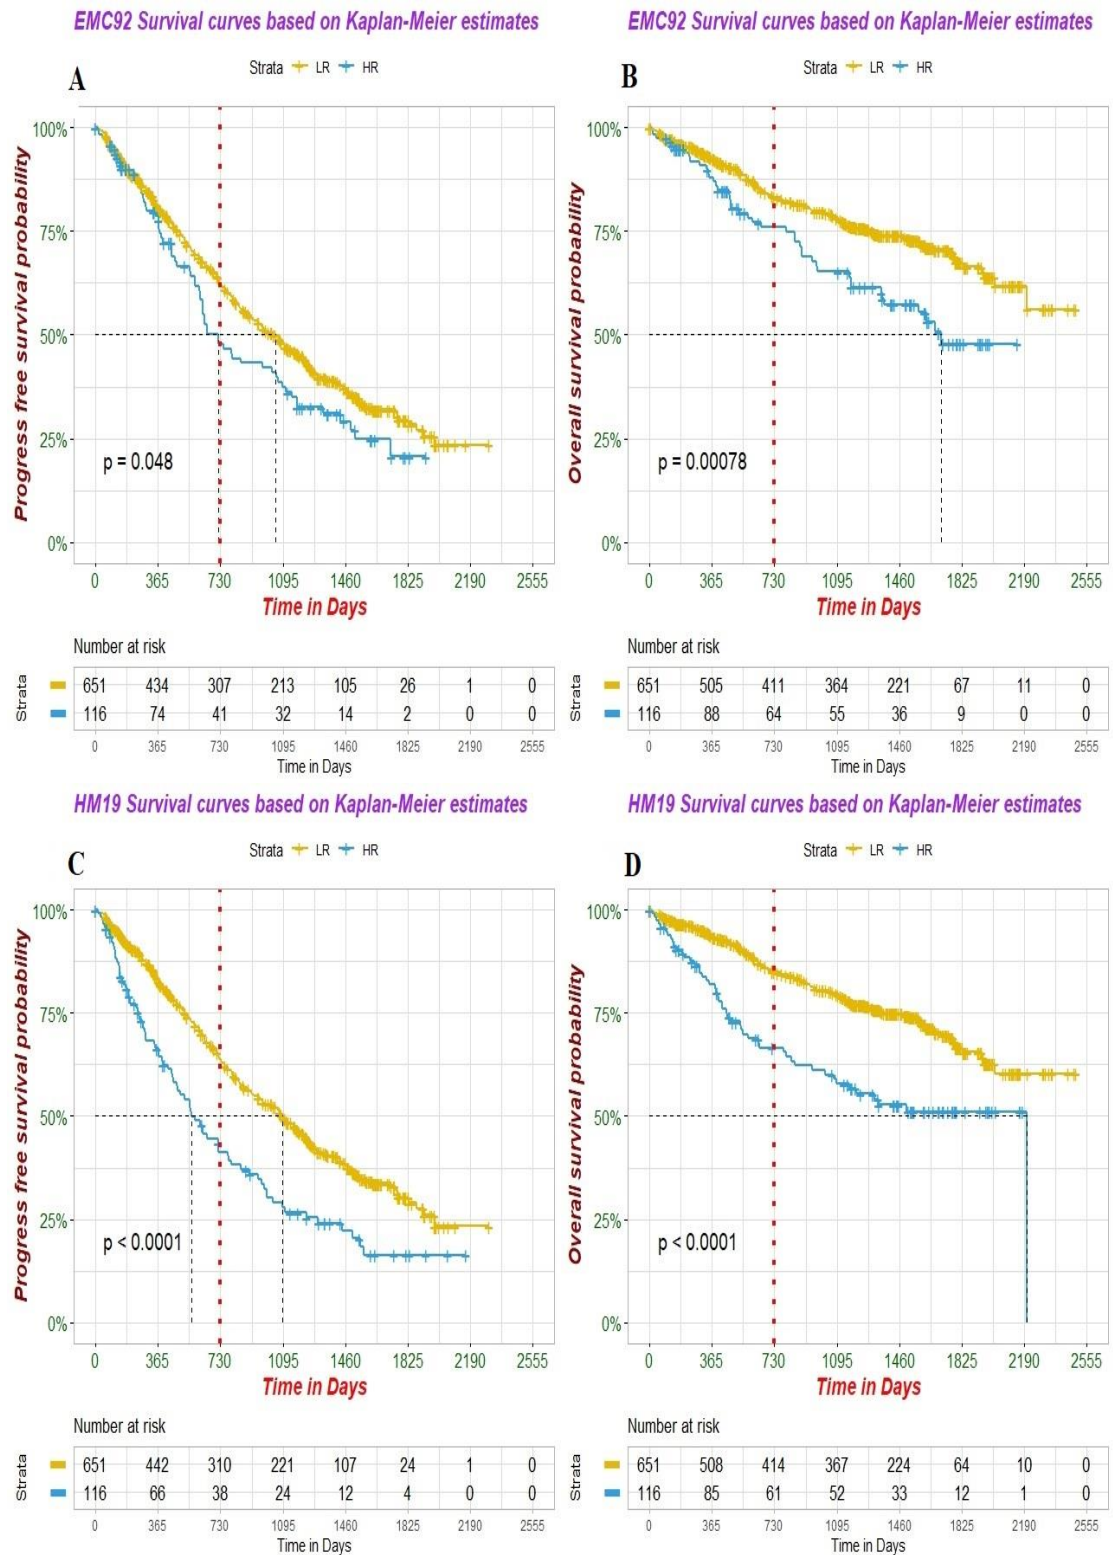 EMC92 Survival curves based on Kaplan-Meier estimates
Strata LR HR
A
100%
75%
50%
25%
0%
Progress free survival probability
p = 0.048
0 365 730 1095 1460 1825 2190 2555
Time in Days
Number at risk
Strata
651 434 307 213 105 26 1 0
116 74 41 32 14 2 0 0
0 365 730 1095 1460 1825 2190 2555
Time in Days
EMC92 Survival curves based on Kaplan-Meier estimates
Strata LR HR
B
100%
75%
50%
25%
0%
Overall survival probability
p = 0.00078
0 365 730 1095 1460 1825 2190 2555
Time in Days
Number at risk
Strata
651 505 411 364 221 67 11 0
116 88 64 55 36 9 0 0
0 365 730 1095 1460 1825 2190 2555
Time in Days
HM19 Survival curves based on Kaplan-Meier estimates
Strata LR HR
C
100%
75%
50%
25%
0%
Progress free survival probability
p < 0.0001
0 365 730 1095 1460 1825 2190 2555
Time in Days
Number at risk
Strata
651 442 310 221 107 24 1 0
116 66 38 24 12 4 0 0
0 365 730 1095 1460 1825 2190 2555
Time in Days
HM19 Survival curves based on Kaplan-Meier estimates
Strata LR HR
D
100%
75%
50%
25%
0%
Overall survival probability
p < 0.0001
0 365 730 1095 1460 1825 2190 2555
Time in Days
Number at risk
Strata
651 508 414 367 224 64 10 0
116 85 61 52 33 12 1 0
0 365 730 1095 1460 1825 2190 2555
Time in Days